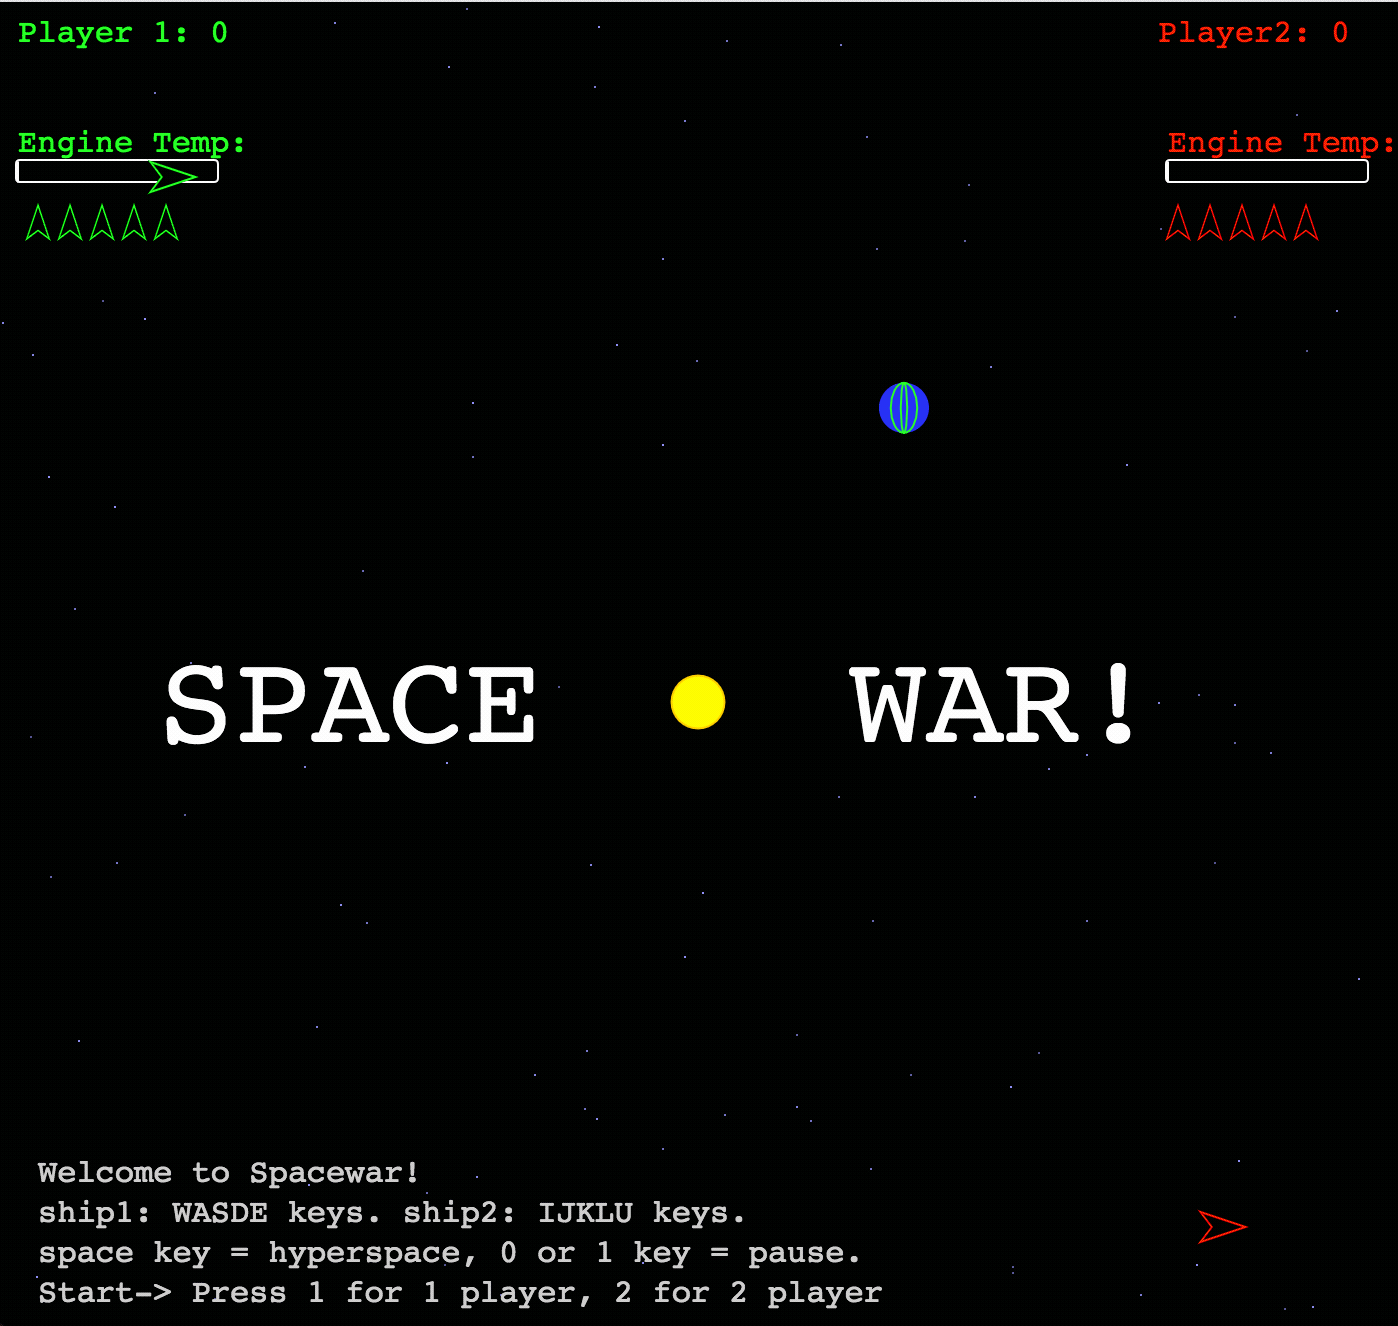 Player 1: 0
Player2: 0
Engine Temp:
Engine Temp:
SPACE WAR!
Welcome to Spacewar!
ship1: WASDE keys. ship2: IJKLU keys.
space key = hyperspace, 0 or 1 key = pause.
Start-> Press 1 for 1 player, 2 for 2 player